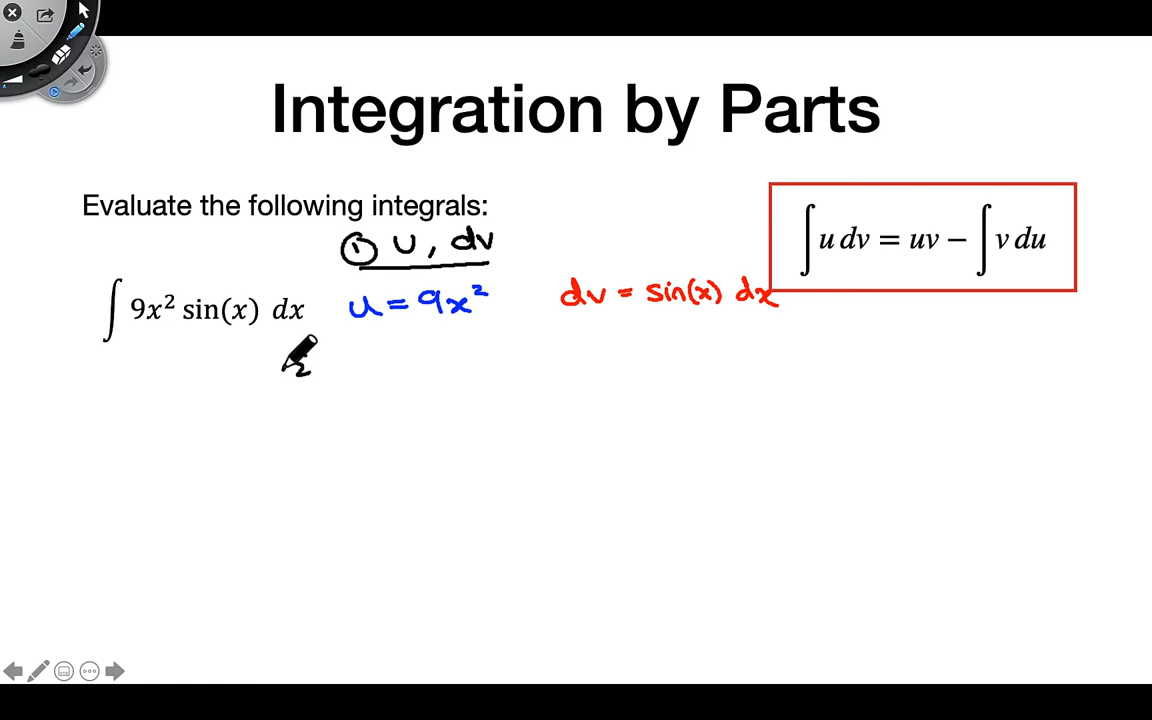 Integration by Parts
Evaluate the following integrals:
① u, dv
∫ u dv = uv − ∫ v du
∫ 9x² sin(x) dx
u = 9x²
dv = sin(x) dx
2